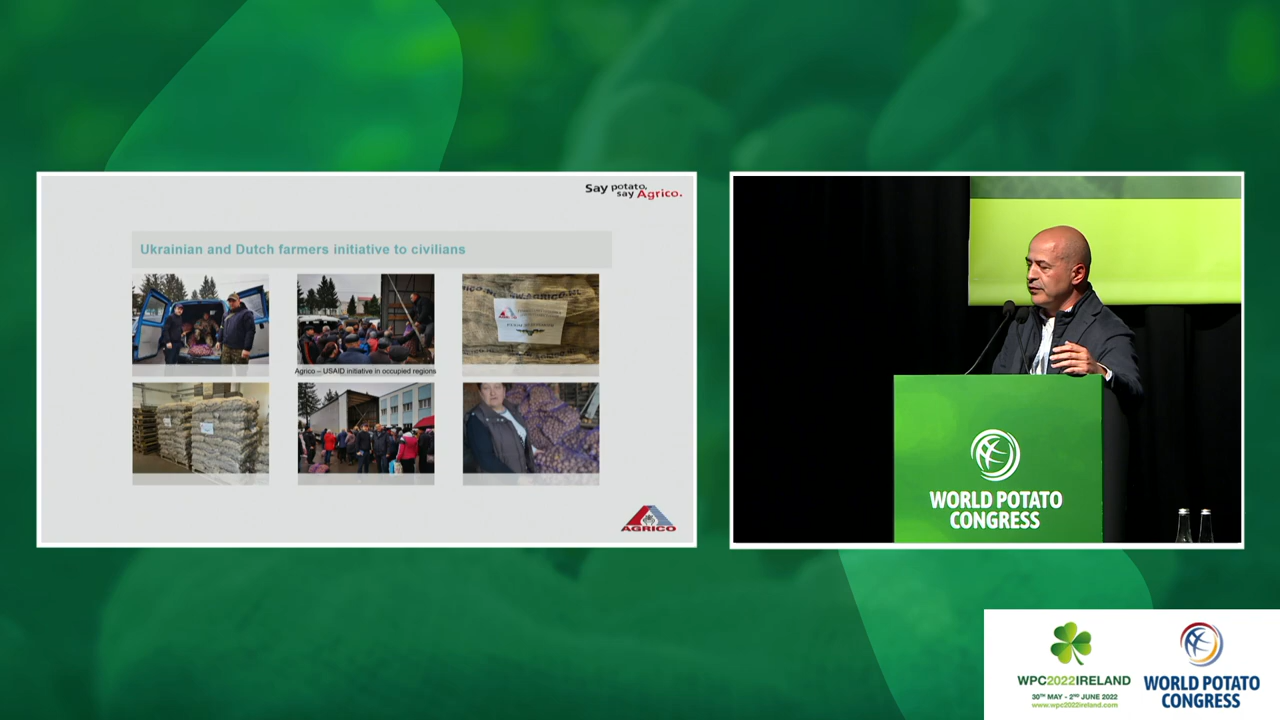 Say potato,
say Agrico.
Ukrainian and Dutch farmers initiative to civilians
Agrico – USAID initiative in occupied regions
AGRICO
WORLD POTATO
CONGRESS
WPC2022IRELAND
30TH MAY - 2ND JUNE 2022
www.wpc2022ireland.com
WORLD POTATO
CONGRESS